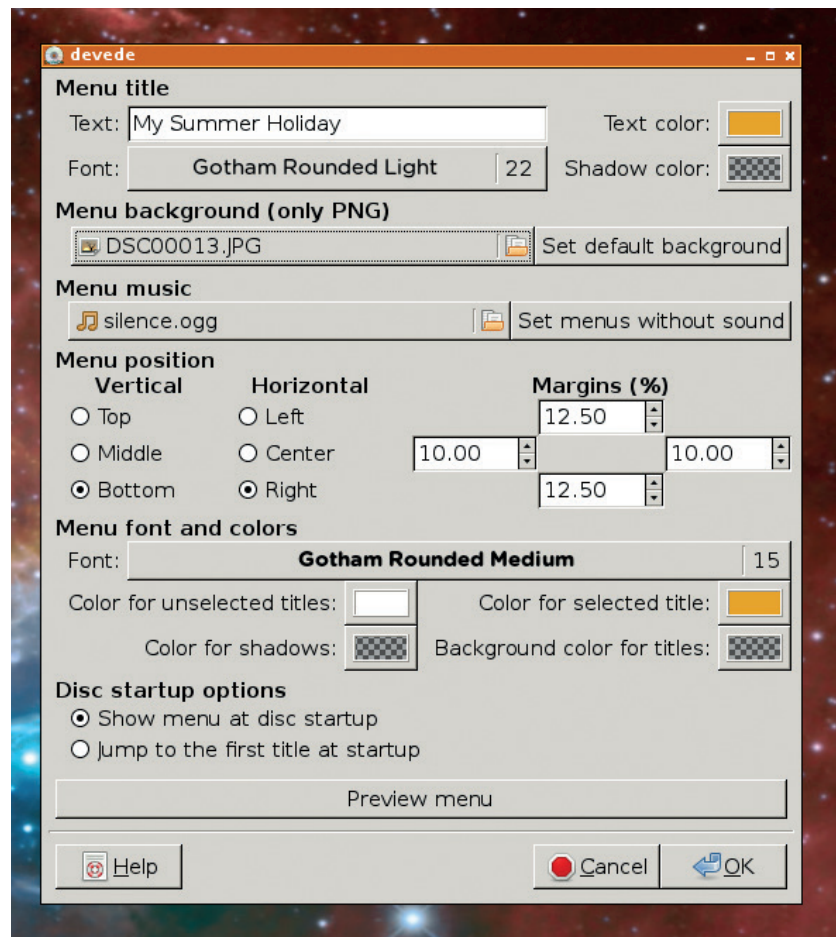 devede
Menu title
Text: My Summer Holiday Text color:
Font: Gotham Rounded Light 22 Shadow color:
Menu background (only PNG)
DSC00013.JPG Set default background
Menu music
silence.ogg Set menus without sound
Menu position
Vertical Horizontal Margins (%)
Top Left 12.50
Middle Center 10.00 10.00
Bottom Right 12.50
Menu font and colors
Font: Gotham Rounded Medium 15
Color for unselected titles: Color for selected title:
Color for shadows: Background color for titles:
Disc startup options
Show menu at disc startup
Jump to the first title at startup
Preview menu
Help Cancel OK